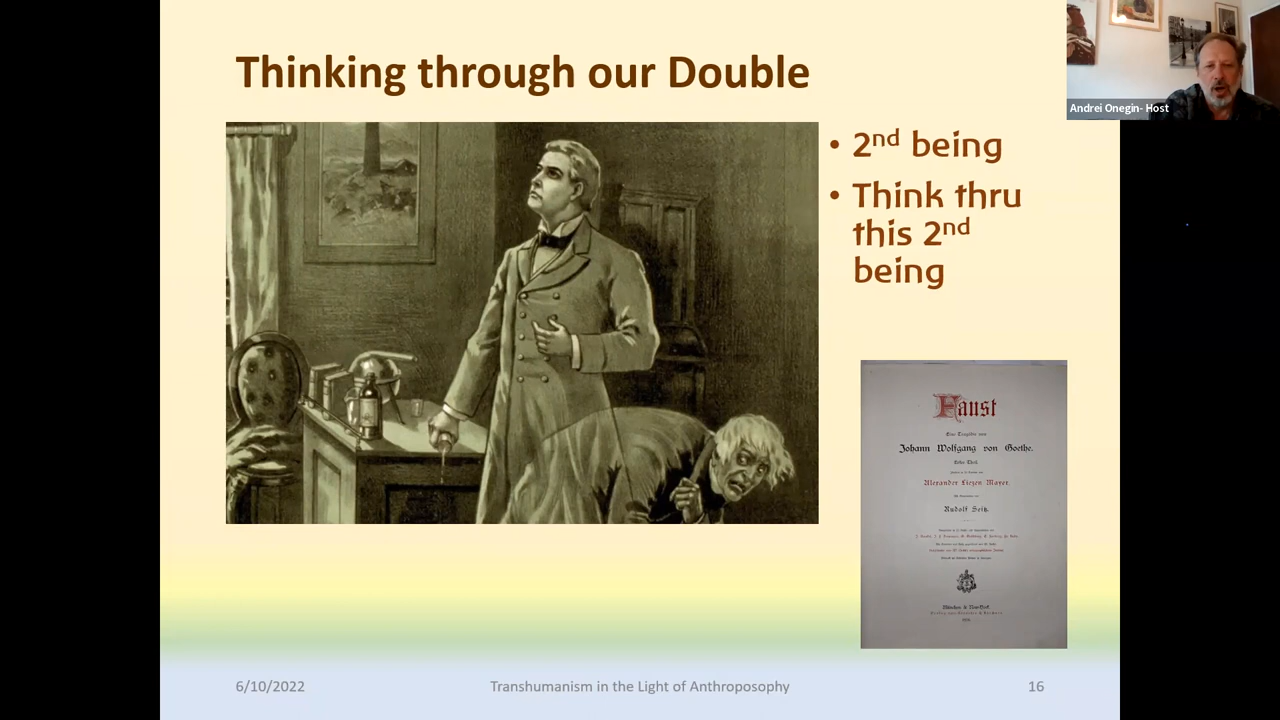 Thinking through our Double
Andrei Onegin- Host
• 2nd being
• Think thru
this 2nd
being
Faust
Eine Tragödie von
Johann Wolfgang von Goethe.
Erster Theil
Alexander Liezen Mayer.
Rudolf Seitz.
München & New-York.
6/10/2022
Transhumanism in the Light of Anthroposophy
16